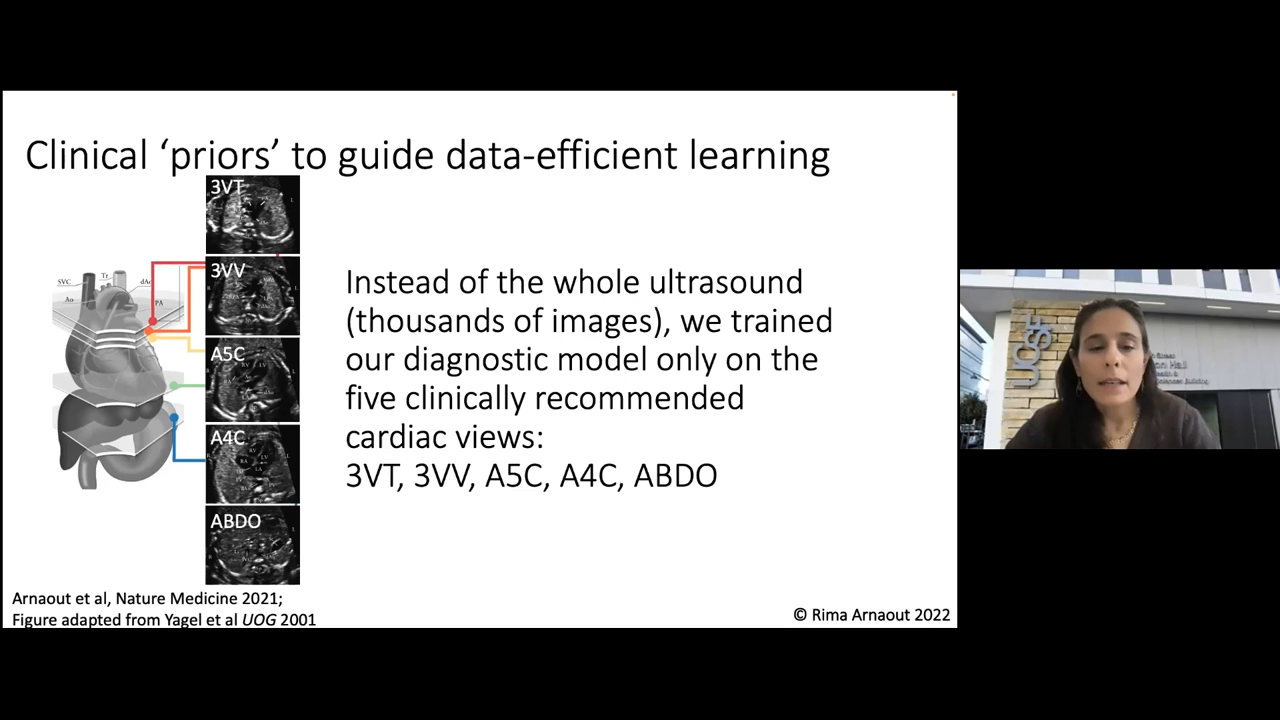 Clinical ‘priors’ to guide data-efficient learning
3VT
3VV
A5C
A4C
ABDO
SVC
Tr
dAo
Ao
PA
Instead of the whole ultrasound
(thousands of images), we trained
our diagnostic model only on the
five clinically recommended
cardiac views:
3VT, 3VV, A5C, A4C, ABDO
Arnaout et al, Nature Medicine 2021;
Figure adapted from Yagel et al UOG 2001
© Rima Arnaout 2022
UCSF